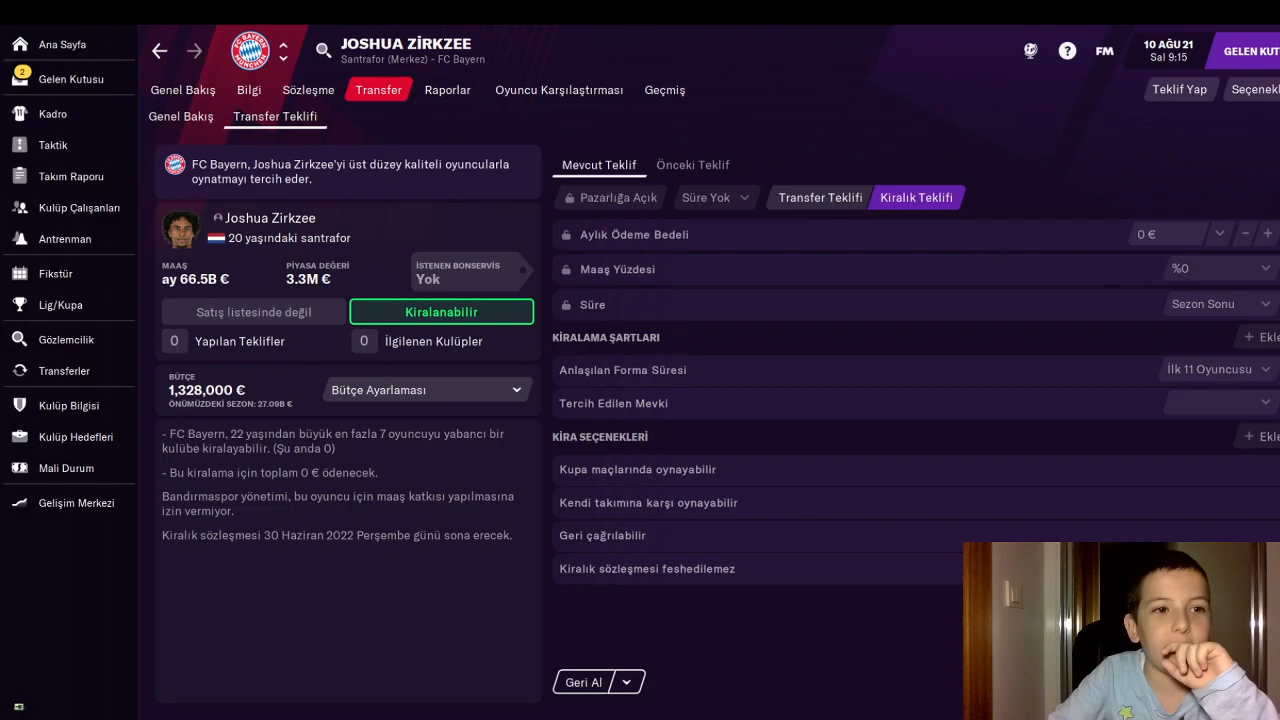 Ana Sayfa
2
Gelen Kutusu
Kadro
Taktik
Takım Raporu
Kulüp Çalışanları
Antrenman
Fikstür
Lig/Kupa
Gözlemcilik
Transferler
Kulüp Bilgisi
Kulüp Hedefleri
Mali Durum
Gelişim Merkezi
FC BAYERN MÜNCHEN
JOSHUA ZİRKZEE
Santrafor (Merkez) - FC Bayern
FM
10 AĞU 21
Sal 9:15
GELEN KUT
Genel Bakış Bilgi Sözleşme Transfer Raporlar Oyuncu Karşılaştırması Geçmiş
Teklif Yap Seçenekl
Genel Bakış Transfer Teklifi
FC Bayern, Joshua Zirkzee'yi üst düzey kaliteli oyuncularla
oynatmayı tercih eder.
Joshua Zirkzee
20 yaşındaki santrafor
MAAŞ PİYASA DEĞERİ İSTENEN BONSERVİS
ay 66.5B € 3.3M € Yok
Satış listesinde değil Kiralanabilir
0 Yapılan Teklifler 0 İlgilenen Kulüpler
BÜTÇE
1,328,000 €
ÖNÜMÜZDEKİ SEZON: 27.09B €
Bütçe Ayarlaması
- FC Bayern, 22 yaşından büyük en fazla 7 oyuncuyu yabancı bir
kulübe kiralayabilir. (Şu anda 0)
- Bu kiralama için toplam 0 € ödenecek.
Bandırmaspor yönetimi, bu oyuncu için maaş katkısı yapılmasına
izin vermiyor.
Kiralık sözleşmesi 30 Haziran 2022 Perşembe günü sona erecek.
Mevcut Teklif Önceki Teklif
Pazarlığa Açık Süre Yok Transfer Teklifi Kiralık Teklifi
Aylık Ödeme Bedeli 0 € - +
Maaş Yüzdesi %0
Süre Sezon Sonu
KİRALAMA ŞARTLARI + Ekle
Anlaşılan Forma Süresi İlk 11 Oyuncusu
Tercih Edilen Mevki
KİRA SEÇENEKLERİ + Ekle
Kupa maçlarında oynayabilir
Kendi takımına karşı oynayabilir
Geri çağrılabilir
Kiralık sözleşmesi feshedilemez
Geri Al